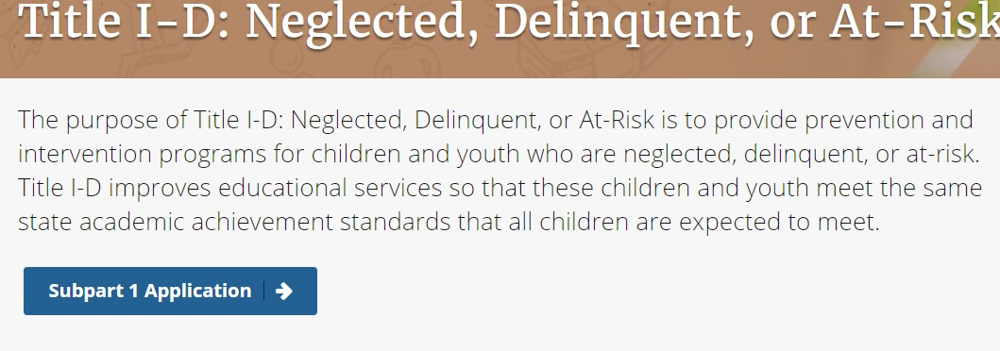 Title I-D: Neglected, Delinquent, or At-Risk
The purpose of Title I-D: Neglected, Delinquent, or At-Risk is to provide prevention and
intervention programs for children and youth who are neglected, delinquent, or at-risk.
Title I-D improves educational services so that these children and youth meet the same
state academic achievement standards that all children are expected to meet.
Subpart 1 Application